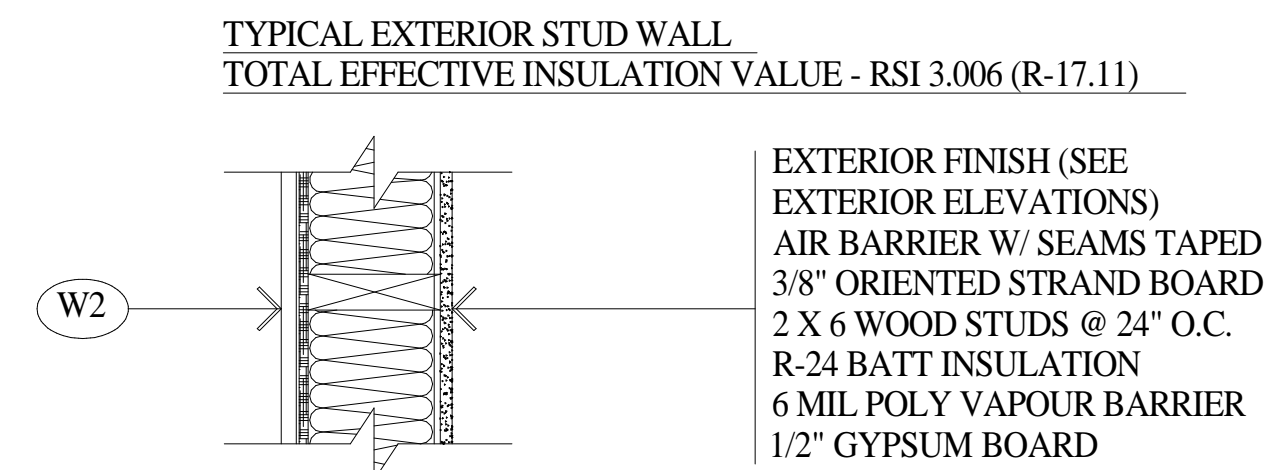 TYPICAL EXTERIOR STUD WALL
TOTAL EFFECTIVE INSULATION VALUE - RSI 3.006 (R-17.11)
W2
EXTERIOR FINISH (SEE
EXTERIOR ELEVATIONS)
AIR BARRIER W/ SEAMS TAPED
3/8" ORIENTED STRAND BOARD
2 X 6 WOOD STUDS @ 24" O.C.
R-24 BATT INSULATION
6 MIL POLY VAPOUR BARRIER
1/2" GYPSUM BOARD